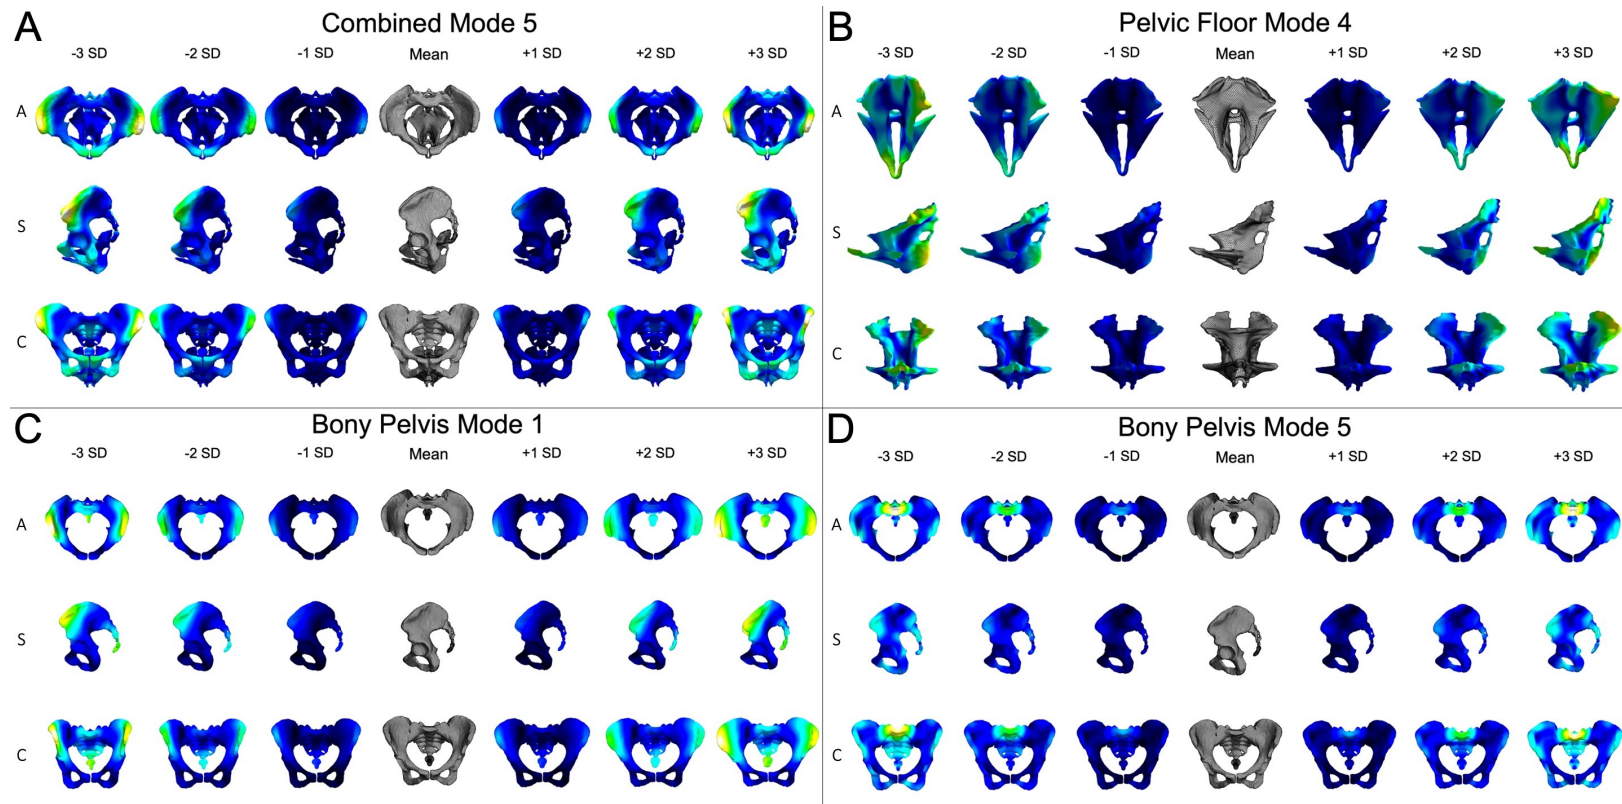 A
Combined Mode 5
-3 SD -2 SD -1 SD Mean +1 SD +2 SD +3 SD
A
S
C
B
Pelvic Floor Mode 4
-3 SD -2 SD -1 SD Mean +1 SD +2 SD +3 SD
A
S
C
C
Bony Pelvis Mode 1
-3 SD -2 SD -1 SD Mean +1 SD +2 SD +3 SD
A
S
C
D
Bony Pelvis Mode 5
-3 SD -2 SD -1 SD Mean +1 SD +2 SD +3 SD
A
S
C